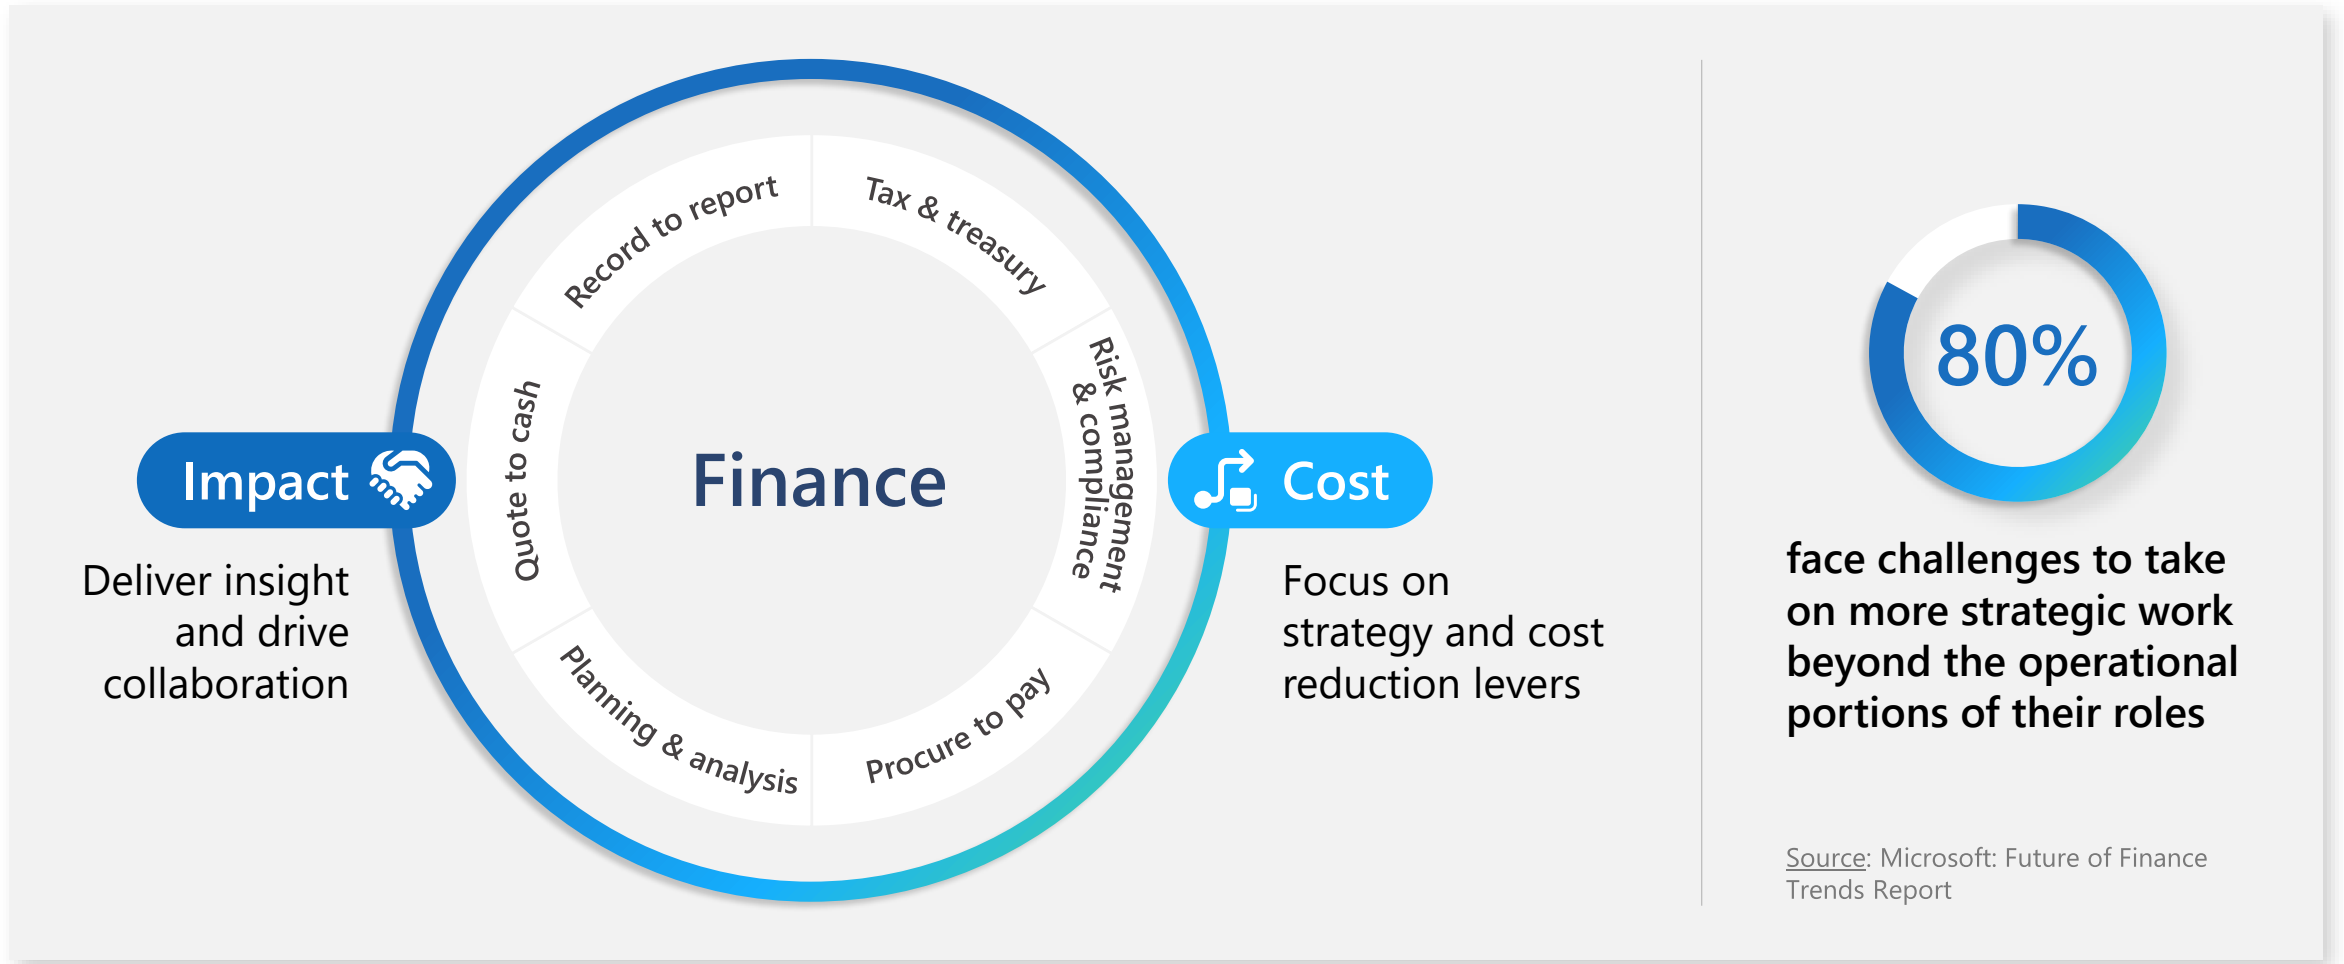 Record to report
Tax & treasury
Risk management
& compliance
Procure to pay
Planning & analysis
Quote to cash
Finance
Impact
Deliver insight
and drive
collaboration
Cost
Focus on
strategy and cost
reduction levers
80%
face challenges to take
on more strategic work
beyond the operational
portions of their roles
Source: Microsoft: Future of Finance
Trends Report